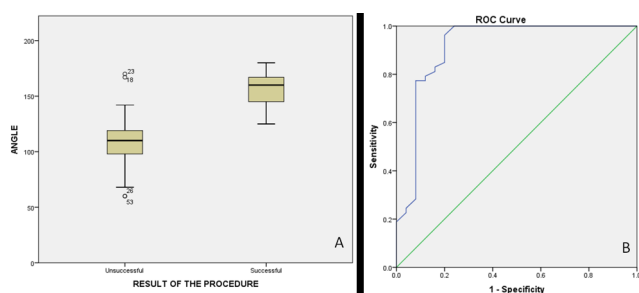 200
150
100
50
0
ANGLE
23
18
26
53
A
Unsuccessful
Successful
RESULT OF THE PROCEDURE
ROC Curve
1.0
0.8
0.6
0.4
0.2
0.0
Sensitivity
B
0.0
0.2
0.4
0.6
0.8
1.0
1 - Specificity